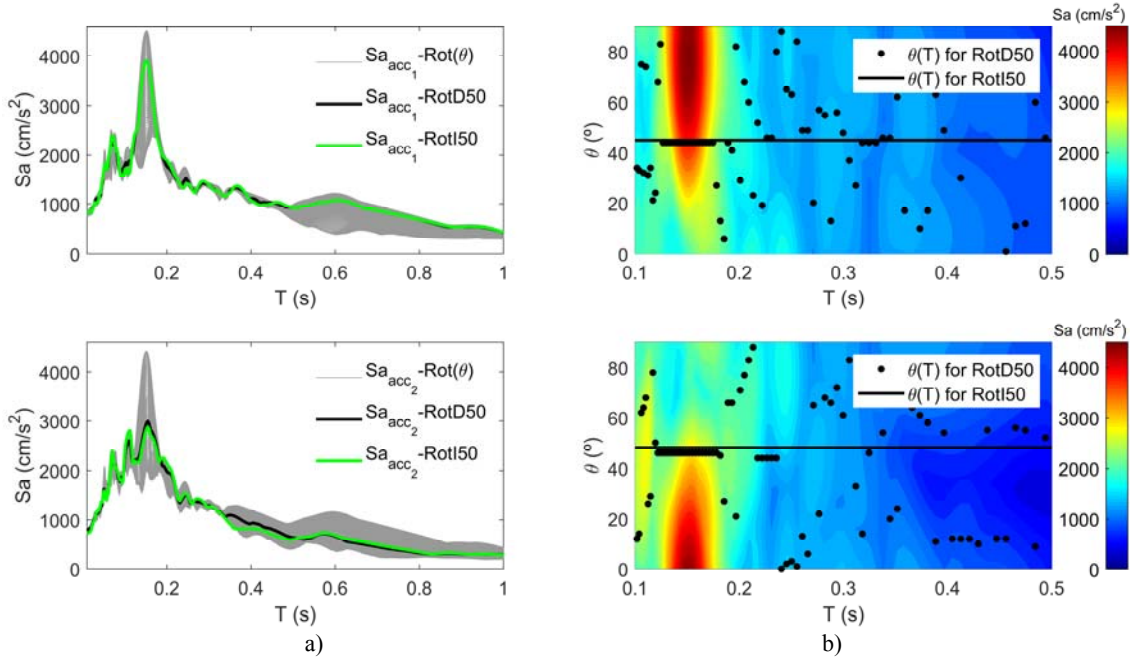 Sa (cm/s²)
4000
3000
2000
1000
0
Saacc1-Rot(θ)
Saacc1-RotD50
Saacc1-RotI50
0.2
0.4
0.6
0.8
1
T (s)
θ (º)
80
60
40
20
0
θ(T) for RotD50
θ(T) for RotI50
0.1
0.2
0.3
0.4
0.5
T (s)
Sa (cm/s²)
4000
3000
2000
1000
0
Sa (cm/s²)
4000
3000
2000
1000
0
Saacc2-Rot(θ)
Saacc2-RotD50
Saacc2-RotI50
0.2
0.4
0.6
0.8
1
T (s)
a)
θ (º)
80
60
40
20
0
θ(T) for RotD50
θ(T) for RotI50
0.1
0.2
0.3
0.4
0.5
T (s)
Sa (cm/s²)
4000
3000
2000
1000
0
b)